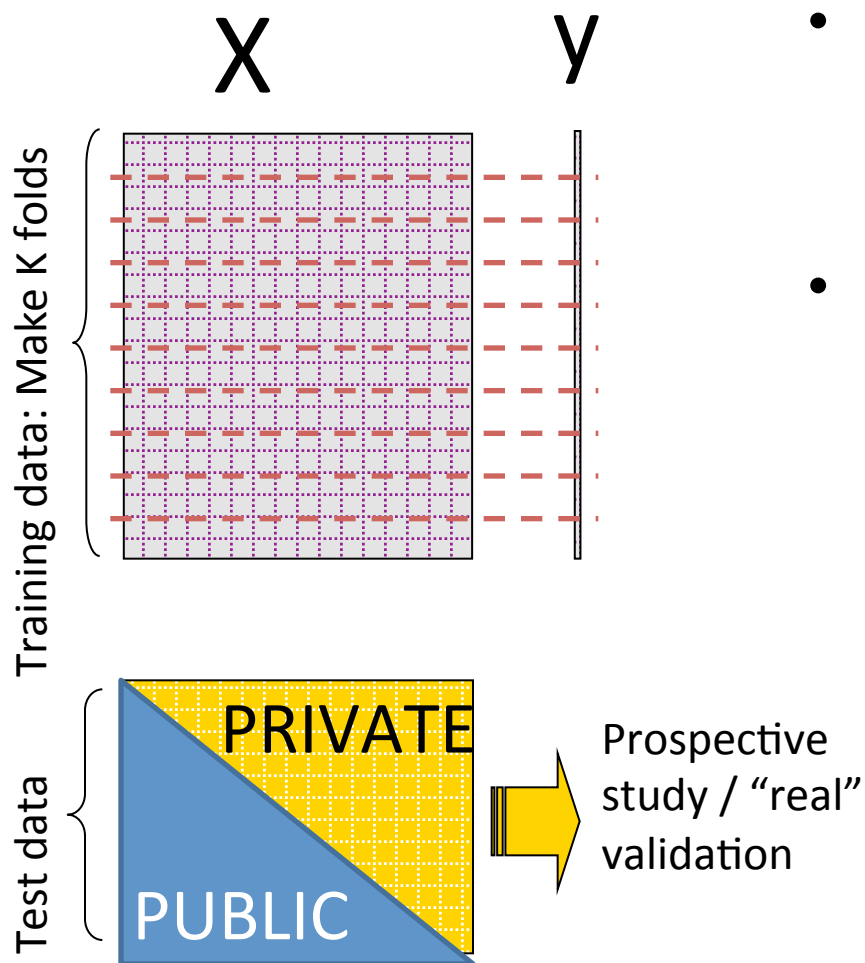 X
y
•
•
Training data: Make K folds
Test data
PRIVATE
PUBLIC
Prospective
study / “real”
validation